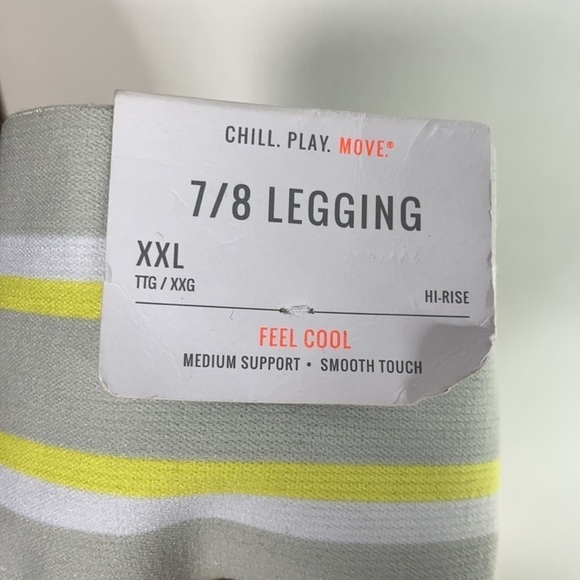 CHILL. PLAY. MOVE.®
7/8 LEGGING
XXL
TTG / XXG
HI-RISE
FEEL COOL
MEDIUM SUPPORT • SMOOTH TOUCH